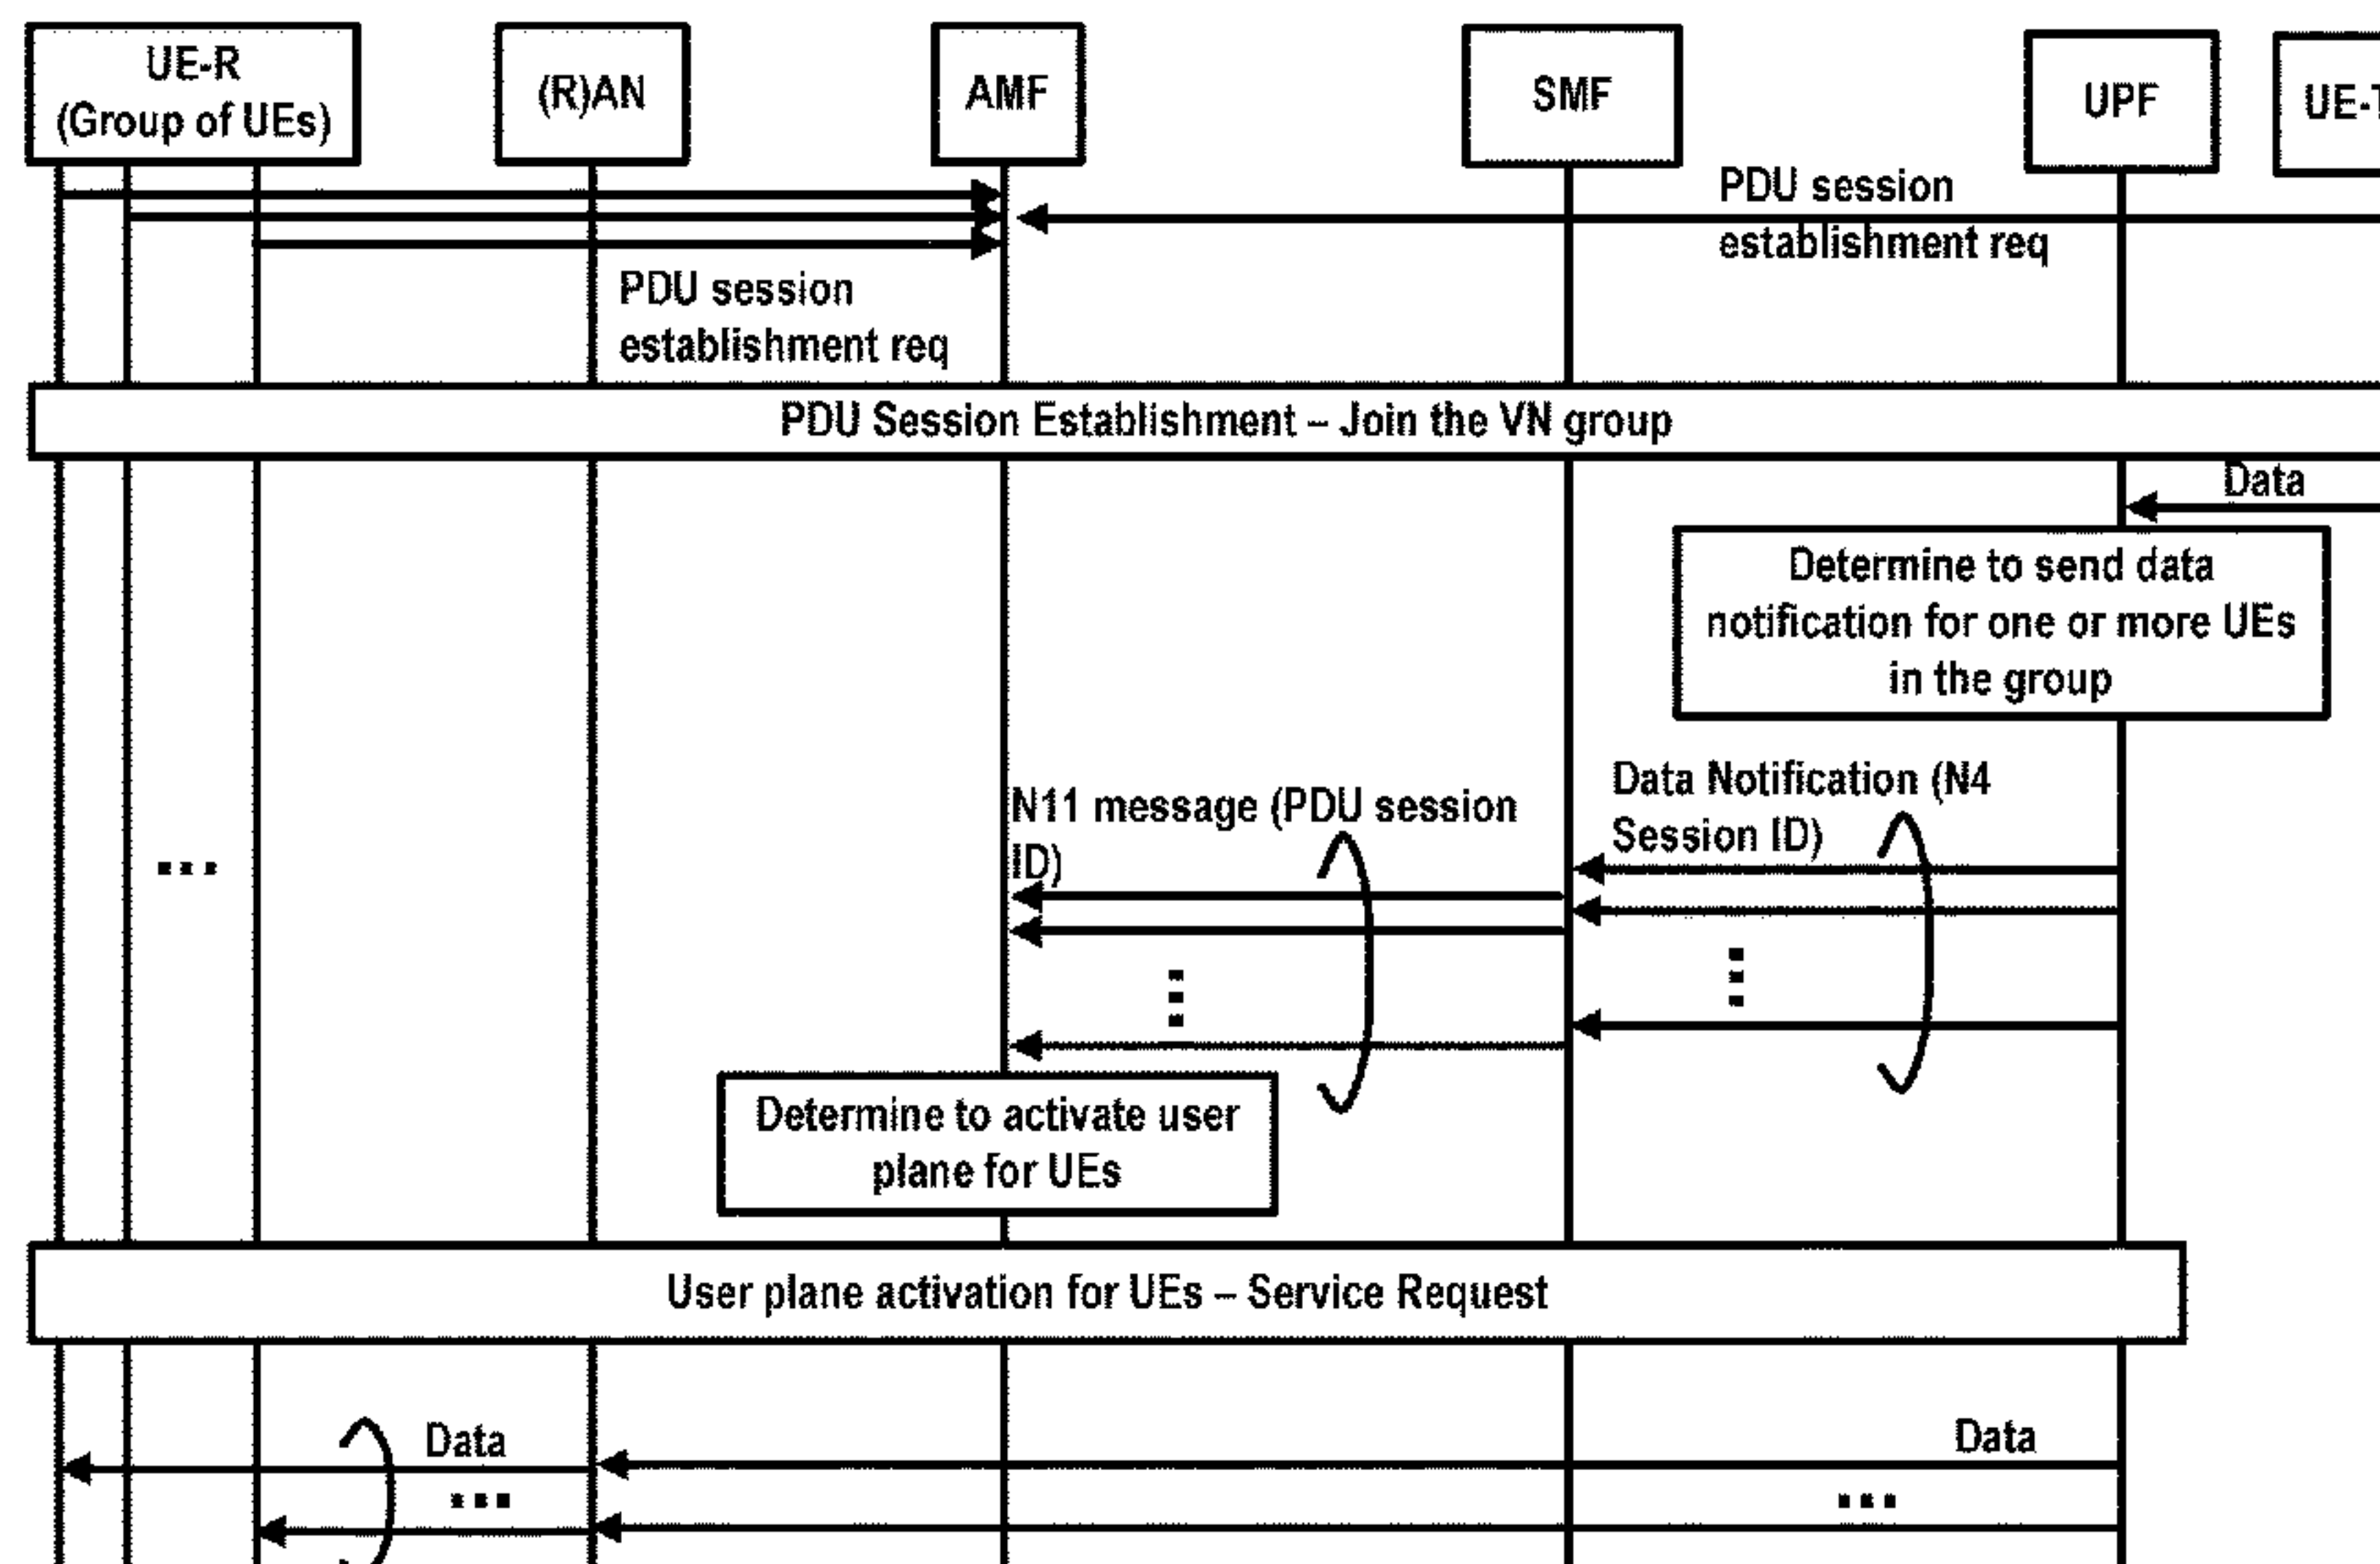 UE-R
(Group of UEs)
(R)AN
AMF
SMF
UPF
UE-T
PDU session
establishment req
PDU session
establishment req
PDU Session Establishment – Join the VN group
Data
Determine to send data
notification for one or more UEs
in the group
Data Notification (N4
Session ID)
N11 message (PDU session
ID)
Determine to activate user
plane for UEs
User plane activation for UEs – Service Request
Data
Data